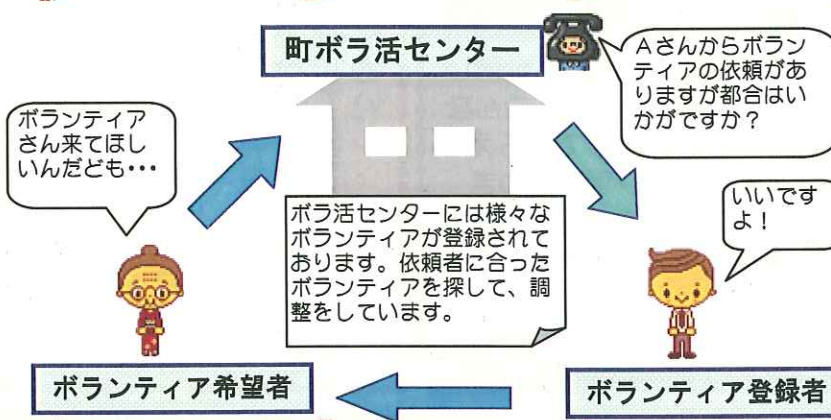 町ボラ活センター
Aさんからボラン
ティアの依頼があ
りますが都合はい
かがですか？
ボランティア
さん来てほし
いんだども・・・
いいです
よ！
ボラ活センターには様々な
ボランティアが登録されて
おります。依頼者に合った
ボランティアを探して、調
整をしています。
ボランティア希望者
ボランティア登録者